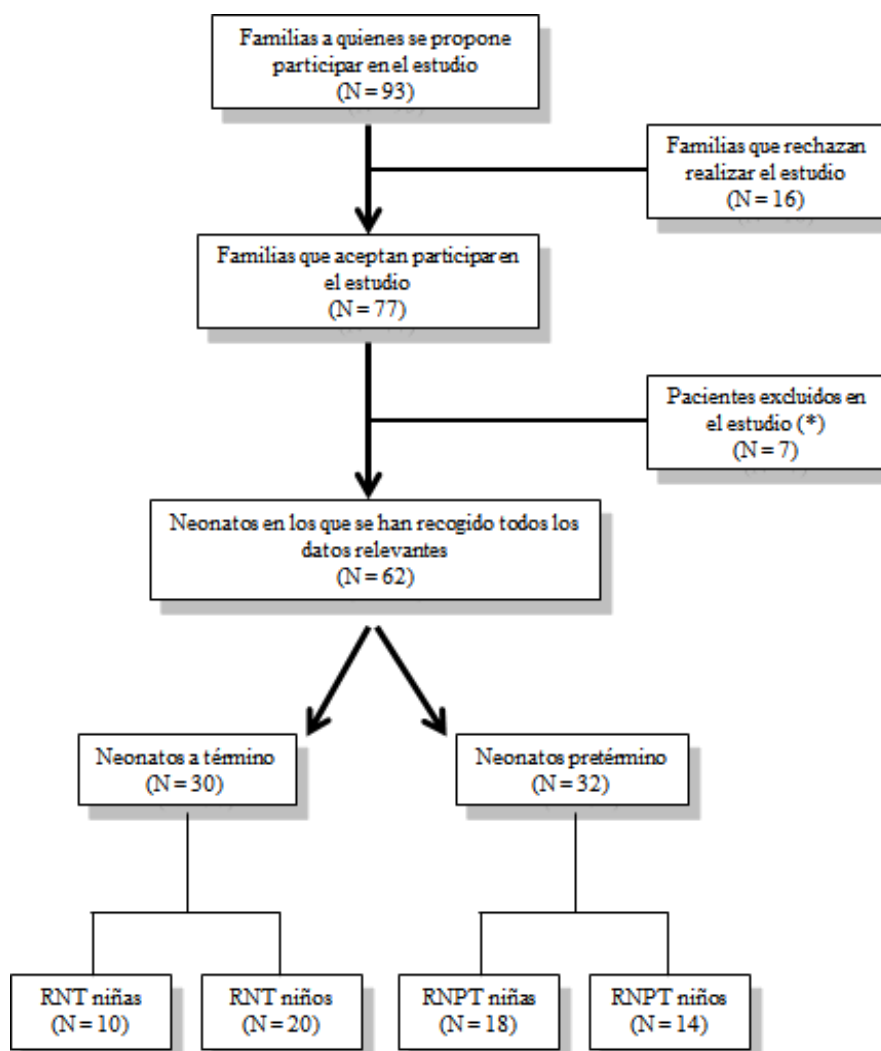 Familias a quienes se propone
participar en el estudio
(N = 93)
Familias que rechazan
realizar el estudio
(N = 16)
Familias que aceptan participar en
el estudio
(N = 77)
Pacientes excluidos en
el estudio (*)
(N = 7)
Neonatos en los que se han recogido todos los
datos relevantes
(N = 62)
Neonatos a término
(N = 30)
Neonatos pretérmino
(N = 32)
RNT niñas
(N = 10)
RNT niños
(N = 20)
RNPT niñas
(N = 18)
RNPT niños
(N = 14)